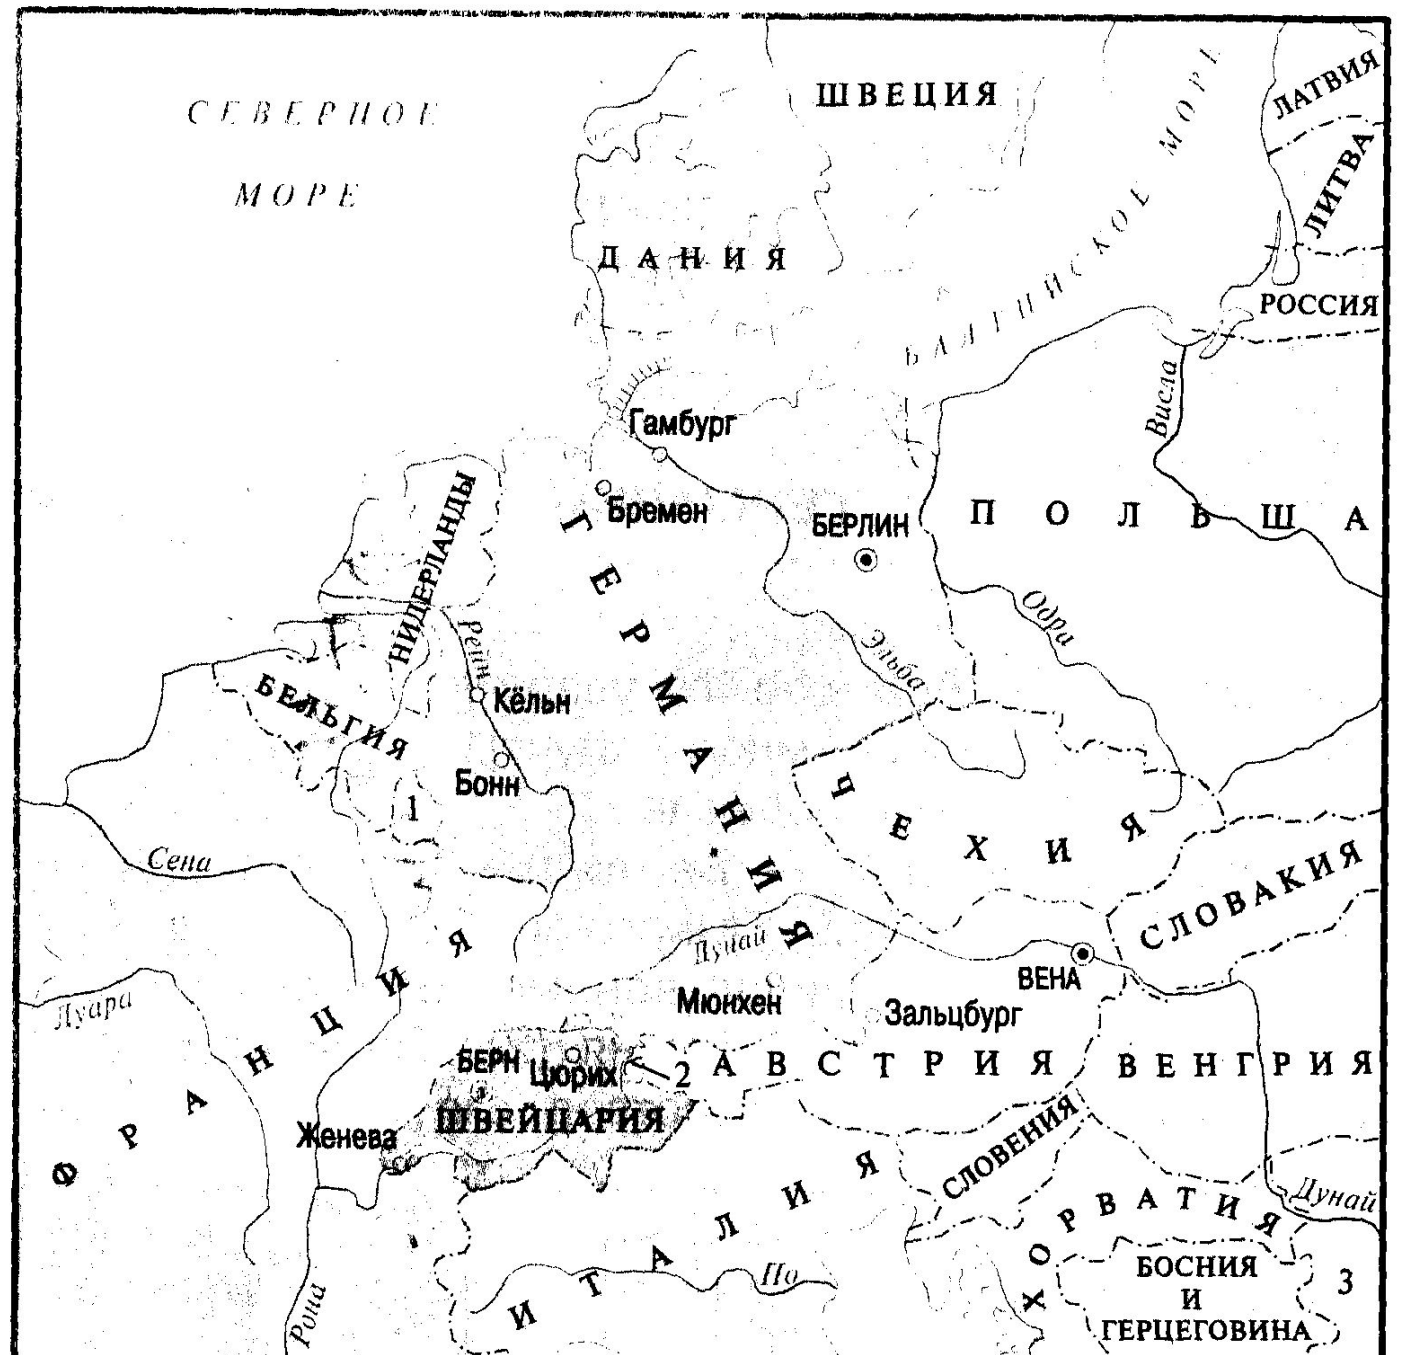 СЕВЕРНОЕ
МОРЕ
ШВЕЦИЯ
ЛАТВИЯ
ЛИТВА
БАЛТИЙСКОЕ МОРЕ
ДАНИЯ
РОССИЯ
Висла
Гамбург
Бремен
БЕРЛИН
ПОЛЬША
НИДЕРЛАНДЫ
ГЕРМАНИЯ
Одра
Эльба
Рейн
БЕЛЬГИЯ
Кёльн
Бонн
1
ЧЕХИЯ
Сена
СЛОВАКИЯ
Дунай
ВЕНА
Мюнхен
Зальцбург
Луара
ФРАНЦИЯ
БЕРН
Цюрих
2
АВСТРИЯ
ВЕНГРИЯ
ШВЕЙЦАРИЯ
Женева
СЛОВЕНИЯ
Дунай
ХОРВАТИЯ
ИТАЛИЯ
По
Рона
БОСНИЯ
И
ГЕРЦЕГОВИНА
3